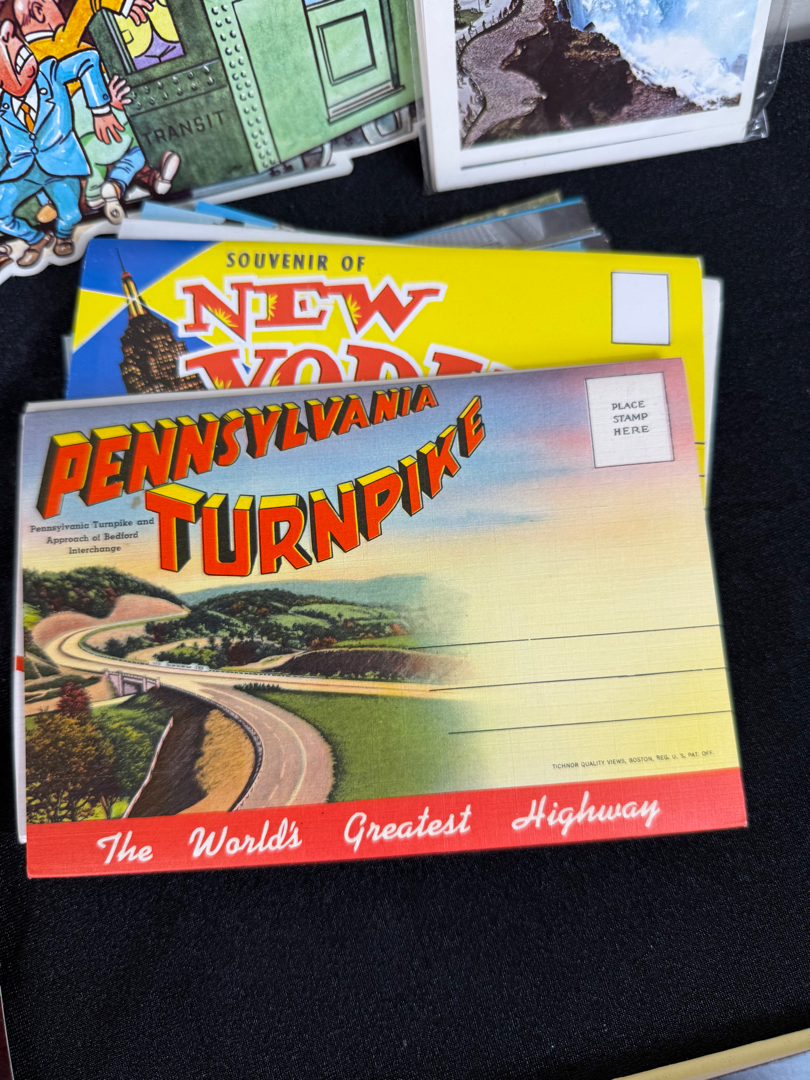 TRANSIT
SOUVENIR OF
NEW
PENNSYLVANIA
TURNPIKE
PLACE
STAMP
HERE
Pennsylvania Turnpike and
Approach of Bedford
Interchange
TICHNOR QUALITY VIEWS, BOSTON, REG. U. S. PAT. OFF.
The World's Greatest Highway